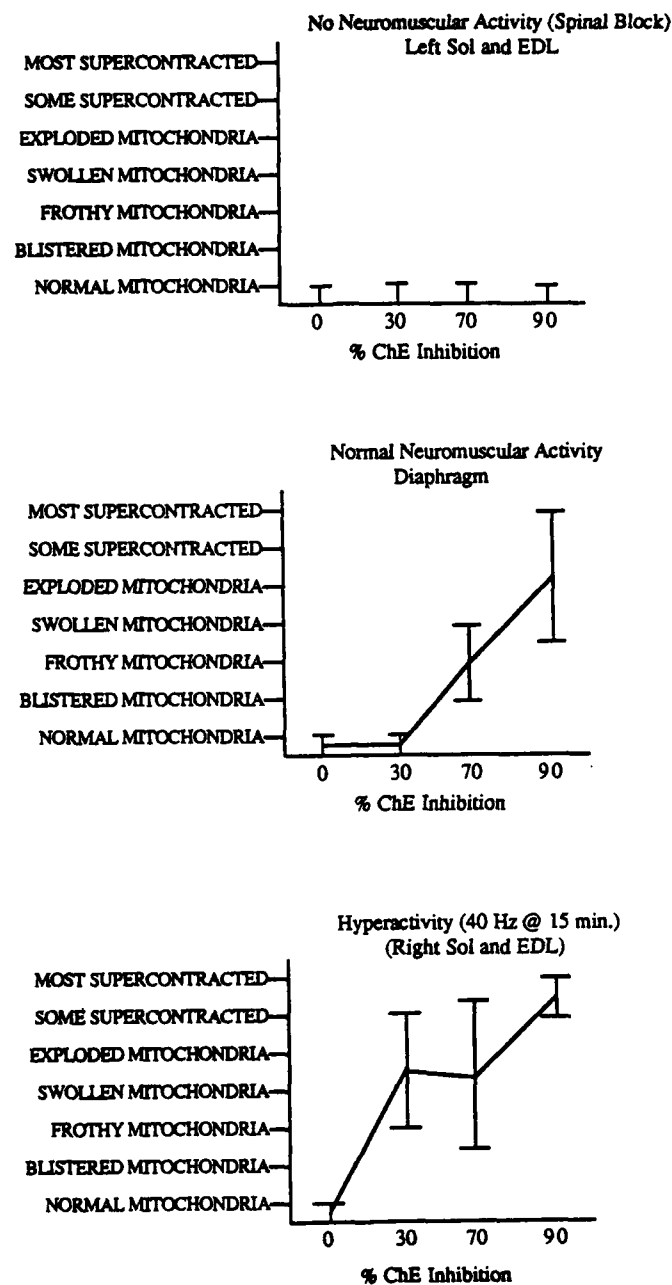 No Neuromuscular Activity (Spinal Block)
Left Sol and EDL
MOST SUPERCONTRACTED
SOME SUPERCONTRACTED
EXPLODED MITOCHONDRIA
SWOLLEN MITOCHONDRIA
FROTHY MITOCHONDRIA
BLISTERED MITOCHONDRIA
NORMAL MITOCHONDRIA
0 30 70 90
% ChE Inhibition
Normal Neuromuscular Activity
Diaphragm
MOST SUPERCONTRACTED
SOME SUPERCONTRACTED
EXPLODED MITOCHONDRIA
SWOLLEN MITOCHONDRIA
FROTHY MITOCHONDRIA
BLISTERED MITOCHONDRIA
NORMAL MITOCHONDRIA
0 30 70 90
% ChE Inhibition
Hyperactivity (40 Hz @ 15 min.)
(Right Sol and EDL)
MOST SUPERCONTRACTED
SOME SUPERCONTRACTED
EXPLODED MITOCHONDRIA
SWOLLEN MITOCHONDRIA
FROTHY MITOCHONDRIA
BLISTERED MITOCHONDRIA
NORMAL MITOCHONDRIA
0 30 70 90
% ChE Inhibition